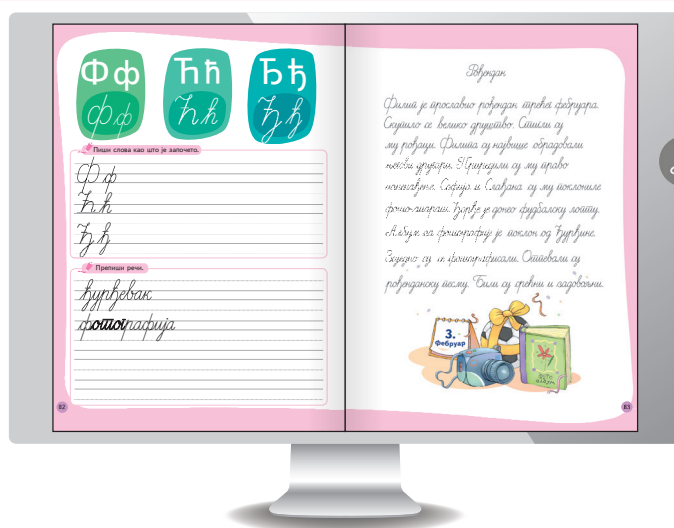 Фф Ћћ Ђђ
Фф Ћћ Ђђ
Пиши слова као што је започето.
Фф
Ћћ
Ђђ
Препиши речи.
ђурђевак
фотографија
82
Рођендан
Филип је прославио рођендан трећег фебруара.
Скупило се велико друштво. Стигли су
му рођаци. Филипа су највише обрадовали
његови другари. Приредили су му право
изненађење. Софија и Слађана су му поклониле
фотоапарат. Ђорђе је донео фудбалску лопту.
Албум за фотографије је поклон од Ђурђине.
Заједно су се фотографисали. Отпевали су
рођенданску песму. Били су срећни и задовољни.
3.
Фебруар
ФОТО
АЛБУМ
83